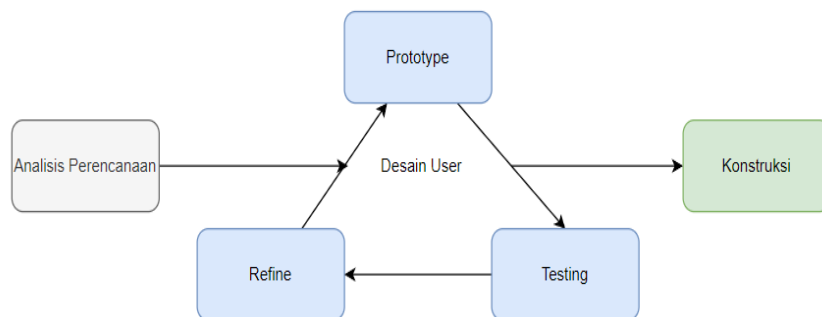 Prototype
Analisis Perencanaan
Desain User
Konstruksi
Refine
Testing